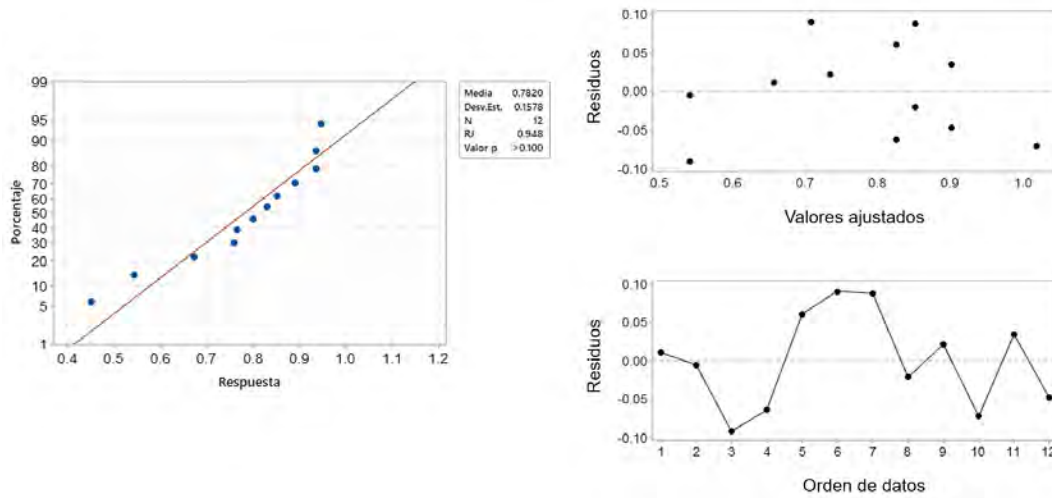 99
95
90
80
70
60
50
40
30
20
10
5
1
Porcentaje
0.4 0.5 0.6 0.7 0.8 0.9 1.0 1.1 1.2
Respuesta
Media 0.7820
Desv.Est. 0.1578
N 12
RJ 0.948
Valor p >0.100
0.10
0.05
0.00
-0.05
-0.10
Residuos
0.5 0.6 0.7 0.8 0.9 1.0
Valores ajustados
0.10
0.05
0.00
-0.05
-0.10
Residuos
1 2 3 4 5 6 7 8 9 10 11 12
Orden de datos